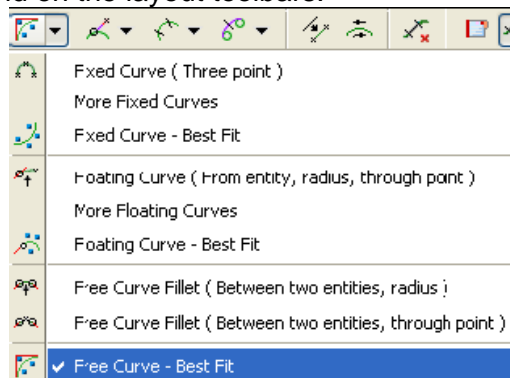 nd on the layout toolbars.
Fixed Curve ( Three point )
More Fixed Curves
Fixed Curve - Best Fit
Floating Curve ( From entity, radius, through point )
More Floating Curves
Floating Curve - Best Fit
Free Curve Fillet ( Between two entities, radius )
Free Curve Fillet ( Between two entities, through point )
Free Curve - Best Fit